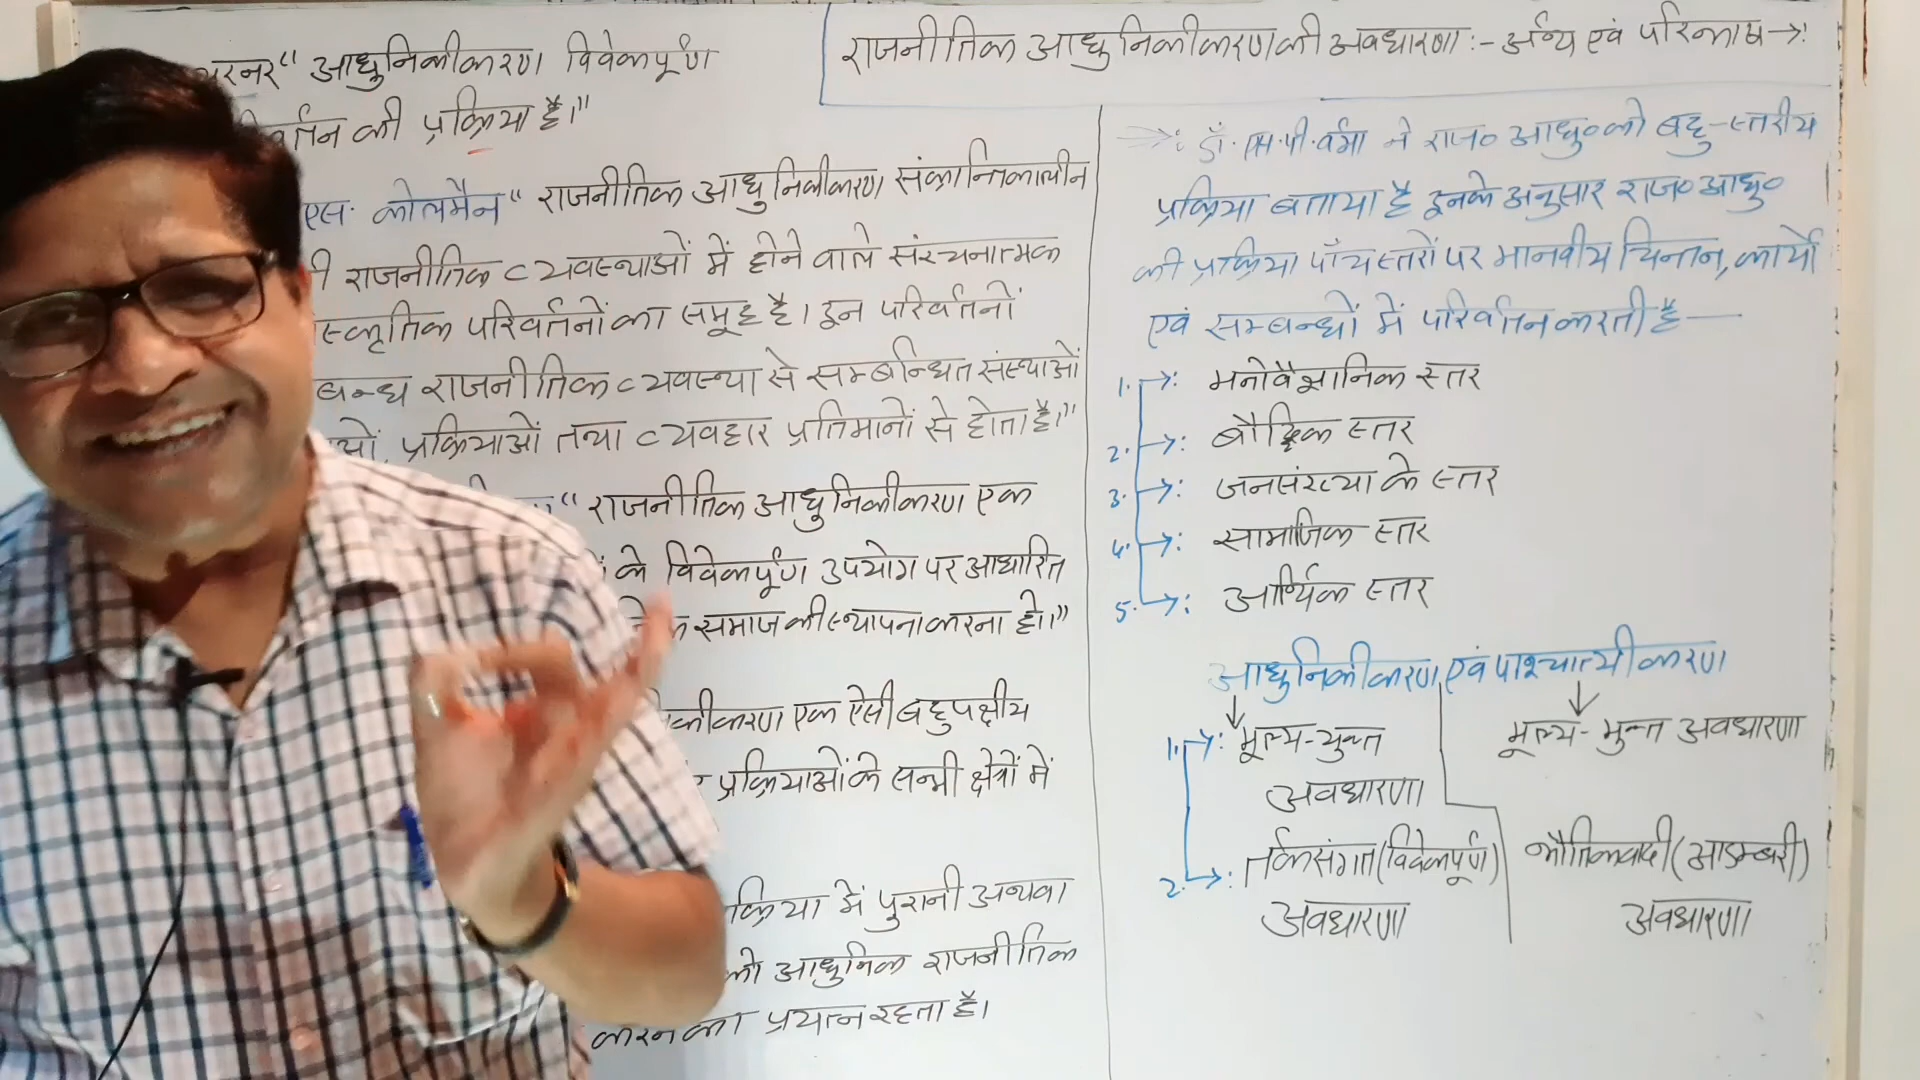 राजनीतिक आधुनिकीकरण की अवधारणा:- अर्थ एवं परिभाषा →:
रनर" आधुनिकीकरण विवेकपूर्ण
र्तन की प्रक्रिया है।"
एस. कोलमैन" राजनीतिक आधुनिकीकरण संक्रान्तिकालीन
राजनीतिक व्यवस्थाओं में होने वाले संरचनात्मक
स्कृतिक परिवर्तनों का समूह है। इन परिवर्तनों
बन्ध राजनीतिक व्यवस्था से सम्बन्धित संस्थाओं
ओं, प्रक्रियाओं तथा व्यवहार प्रतिमानों से होता है।"
" राजनीतिक आधुनिकीकरण एक
के विवेकपूर्ण उपयोग पर आधारित
क समाज की स्थापना करना हो।"
कीकरण एक ऐसी बहुपक्षीय
प्रक्रियाओं के सभी क्षेत्रों में
क्रिया में पुरानी अथवा
को आधुनिक राजनीतिक
करने का प्रयत्न रहता है।
→: डॉ. एस.पी. वर्मा ने राज० आधु० को बहु-स्तरीय
प्रक्रिया बताया है इनके अनुसार राज० आधु०
की प्रक्रिया पाँच स्तरों पर मानवीय चिन्तन, कार्यो
एवं सम्बन्धों में परिवर्तन करती है —
1. →: मनोवैज्ञानिक स्तर
2. →: बौद्धिक स्तर
3. →: जनसंख्या के स्तर
4. →: सामाजिक स्तर
5. →: आर्थिक स्तर
आधुनिकीकरण एवं पाश्चात्यीकरण
1. →: मूल्य-युक्त
अवधारणा
2. →: तर्कसंगत (विवेकपूर्ण)
अवधारणा
मूल्य-मुक्त अवधारणा
भौतिकवादी (आडम्बरी)
अवधारणा